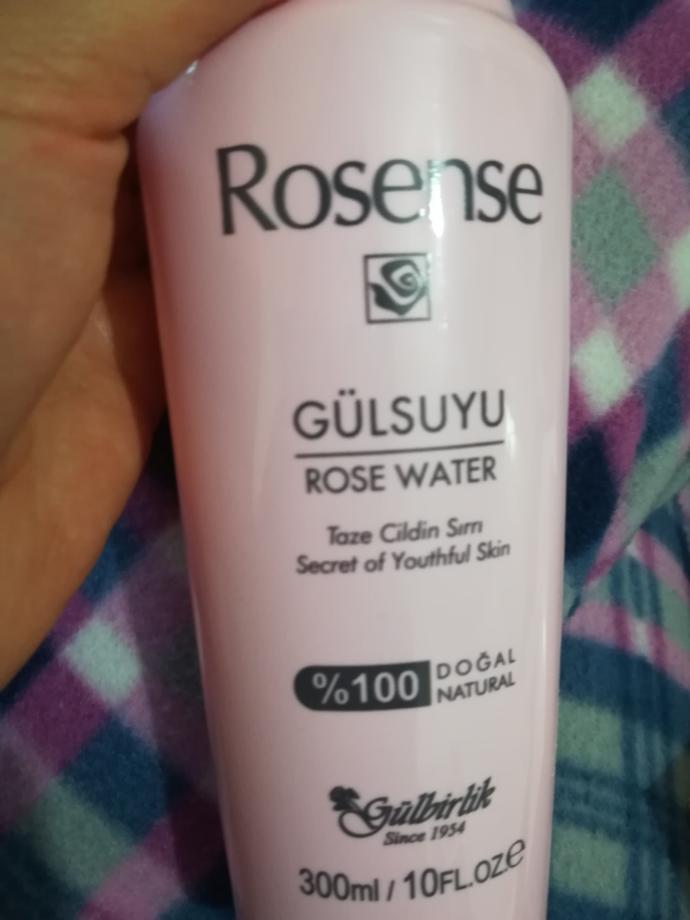 Rosense
GÜLSUYU
ROSE WATER
Taze Cildin Sırrı
Secret of Youthful Skin
%100 DOĞAL
NATURAL
Gülbirlik
Since 1954
300ml / 10FL.OZ.e